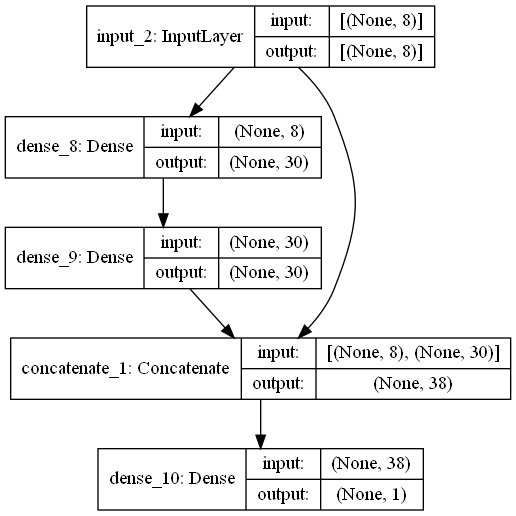 input_2: InputLayer
input: [(None, 8)]
output: [(None, 8)]
dense_8: Dense
input: (None, 8)
output: (None, 30)
dense_9: Dense
input: (None, 30)
output: (None, 30)
concatenate_1: Concatenate
input: [(None, 8), (None, 30)]
output: (None, 38)
dense_10: Dense
input: (None, 38)
output: (None, 1)